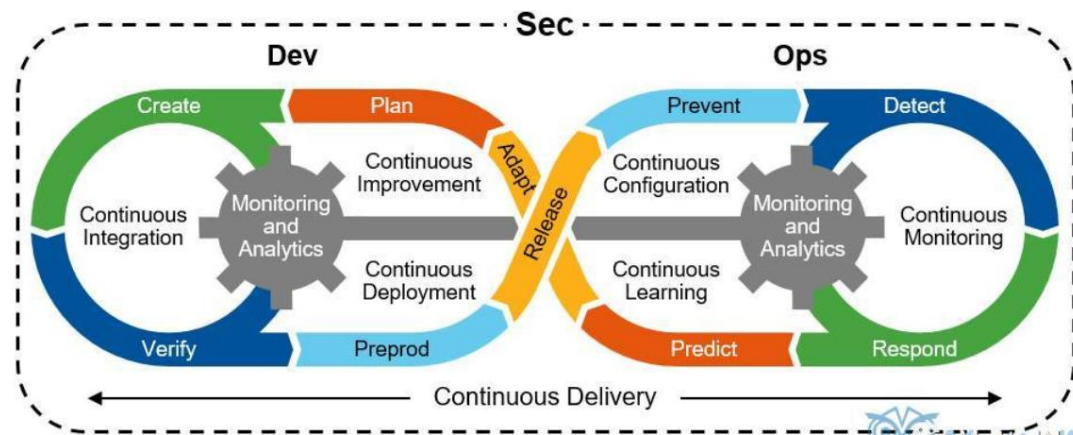 Sec
Dev
Ops
Create
Plan
Adapt
Release
Prevent
Detect
Continuous
Improvement
Continuous
Configuration
Continuous
Integration
Monitoring
and
Analytics
Monitoring
and
Analytics
Continuous
Monitoring
Continuous
Deployment
Continuous
Learning
Verify
Preprod
Predict
Respond
Continuous Delivery